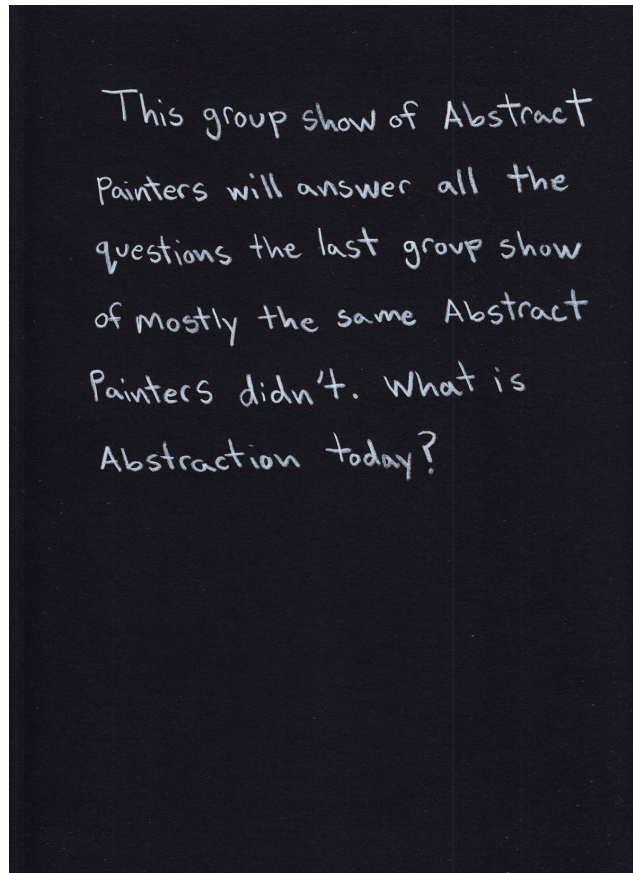 This group show of Abstract
Painters will answer all the
questions the last group show
of mostly the same Abstract
Painters didn't. What is
Abstraction today?